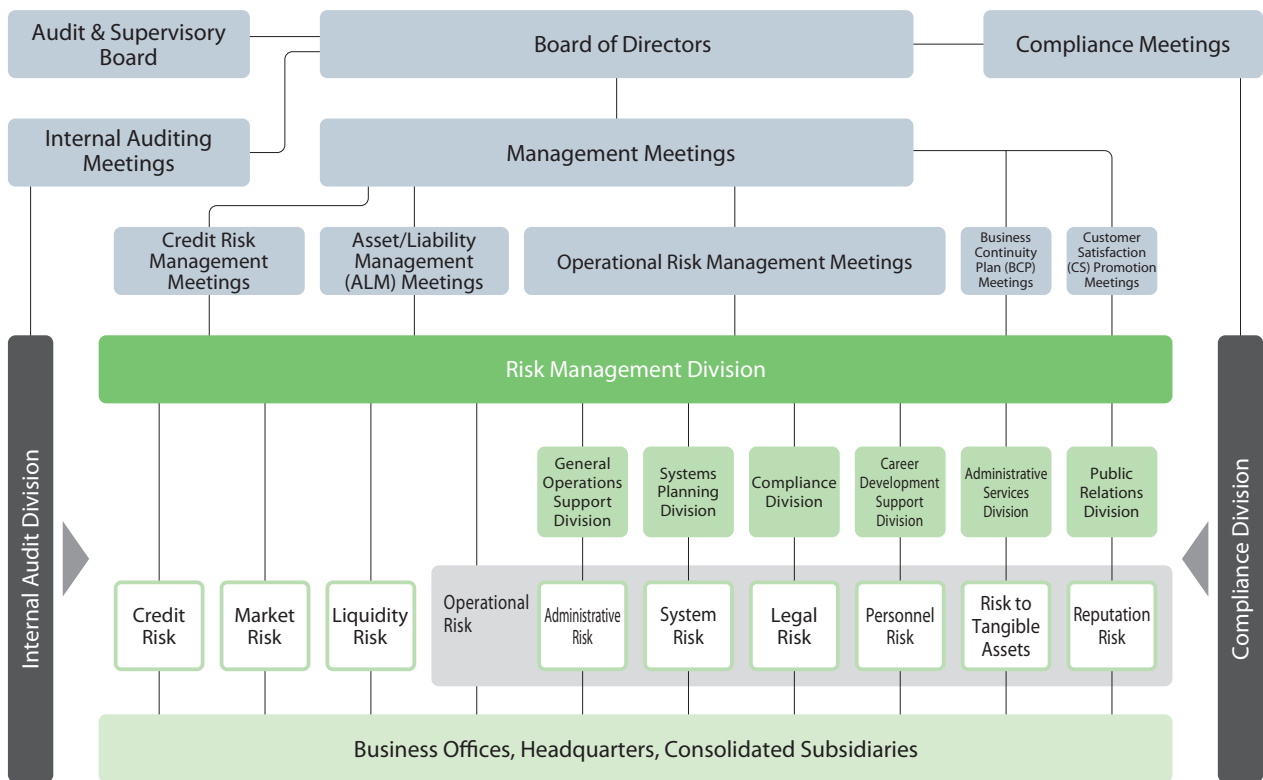 Audit & Supervisory
Board
Board of Directors
Compliance Meetings
Internal Auditing
Meetings
Management Meetings
Credit Risk
Management
Meetings
Asset/Liability
Management
(ALM) Meetings
Operational Risk Management Meetings
Business
Continuity
Plan (BCP)
Meetings
Customer
Satisfaction
(CS) Promotion
Meetings
Internal Audit Division
Risk Management Division
Compliance Division
General
Operations
Support
Division
Systems
Planning
Division
Compliance
Division
Career
Development
Support
Division
Administrative
Services
Division
Public
Relations
Division
Credit
Risk
Market
Risk
Liquidity
Risk
Operational
Risk
Administrative
Risk
System
Risk
Legal
Risk
Personnel
Risk
Risk to
Tangible
Assets
Reputation
Risk
Business Offices, Headquarters, Consolidated Subsidiaries